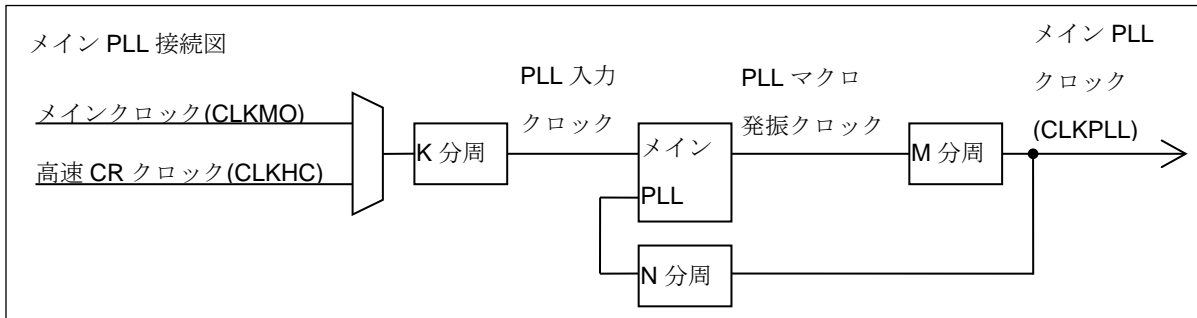 メイン PLL 接続図
メインクロック(CLKMO)
高速 CR クロック(CLKHC)
K 分周
PLL 入力
クロック
メイン
PLL
PLL マクロ
発振クロック
M 分周
メイン PLL
クロック
(CLKPLL)
N 分周